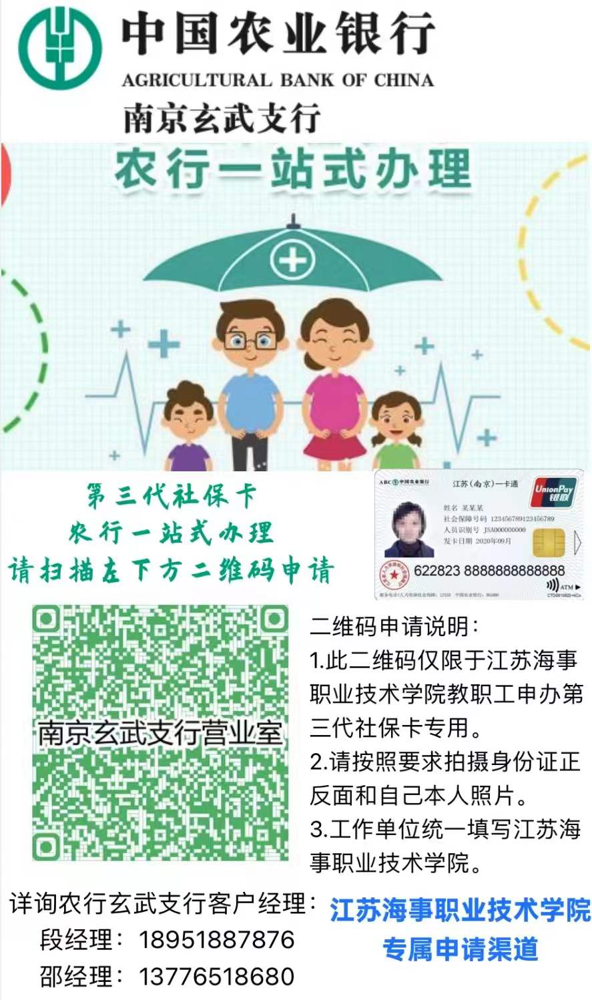 中国农业银行
AGRICULTURAL BANK OF CHINA
南京玄武支行
农行一站式办理
第三代社保卡
农行一站式办理
请扫描左下方二维码申请
ABC 中国农业银行
江苏(南京)一卡通
UnionPay
银联
姓名 某某某
社会保障号码 123456789123456789
人员识别号 JSA000000000
发卡日期 2020年09月
622823 8888888888888
ATM
南京玄武支行营业室
二维码申请说明:
1.此二维码仅限于江苏海事
职业技术学院教职工申办第
三代社保卡专用。
2.请按照要求拍摄身份证正
反面和自己本人照片。
3.工作单位统一填写江苏海
事职业技术学院。
详询农行玄武支行客户经理:
段经理:18951887876
邵经理:13776518680
江苏海事职业技术学院
专属申请渠道